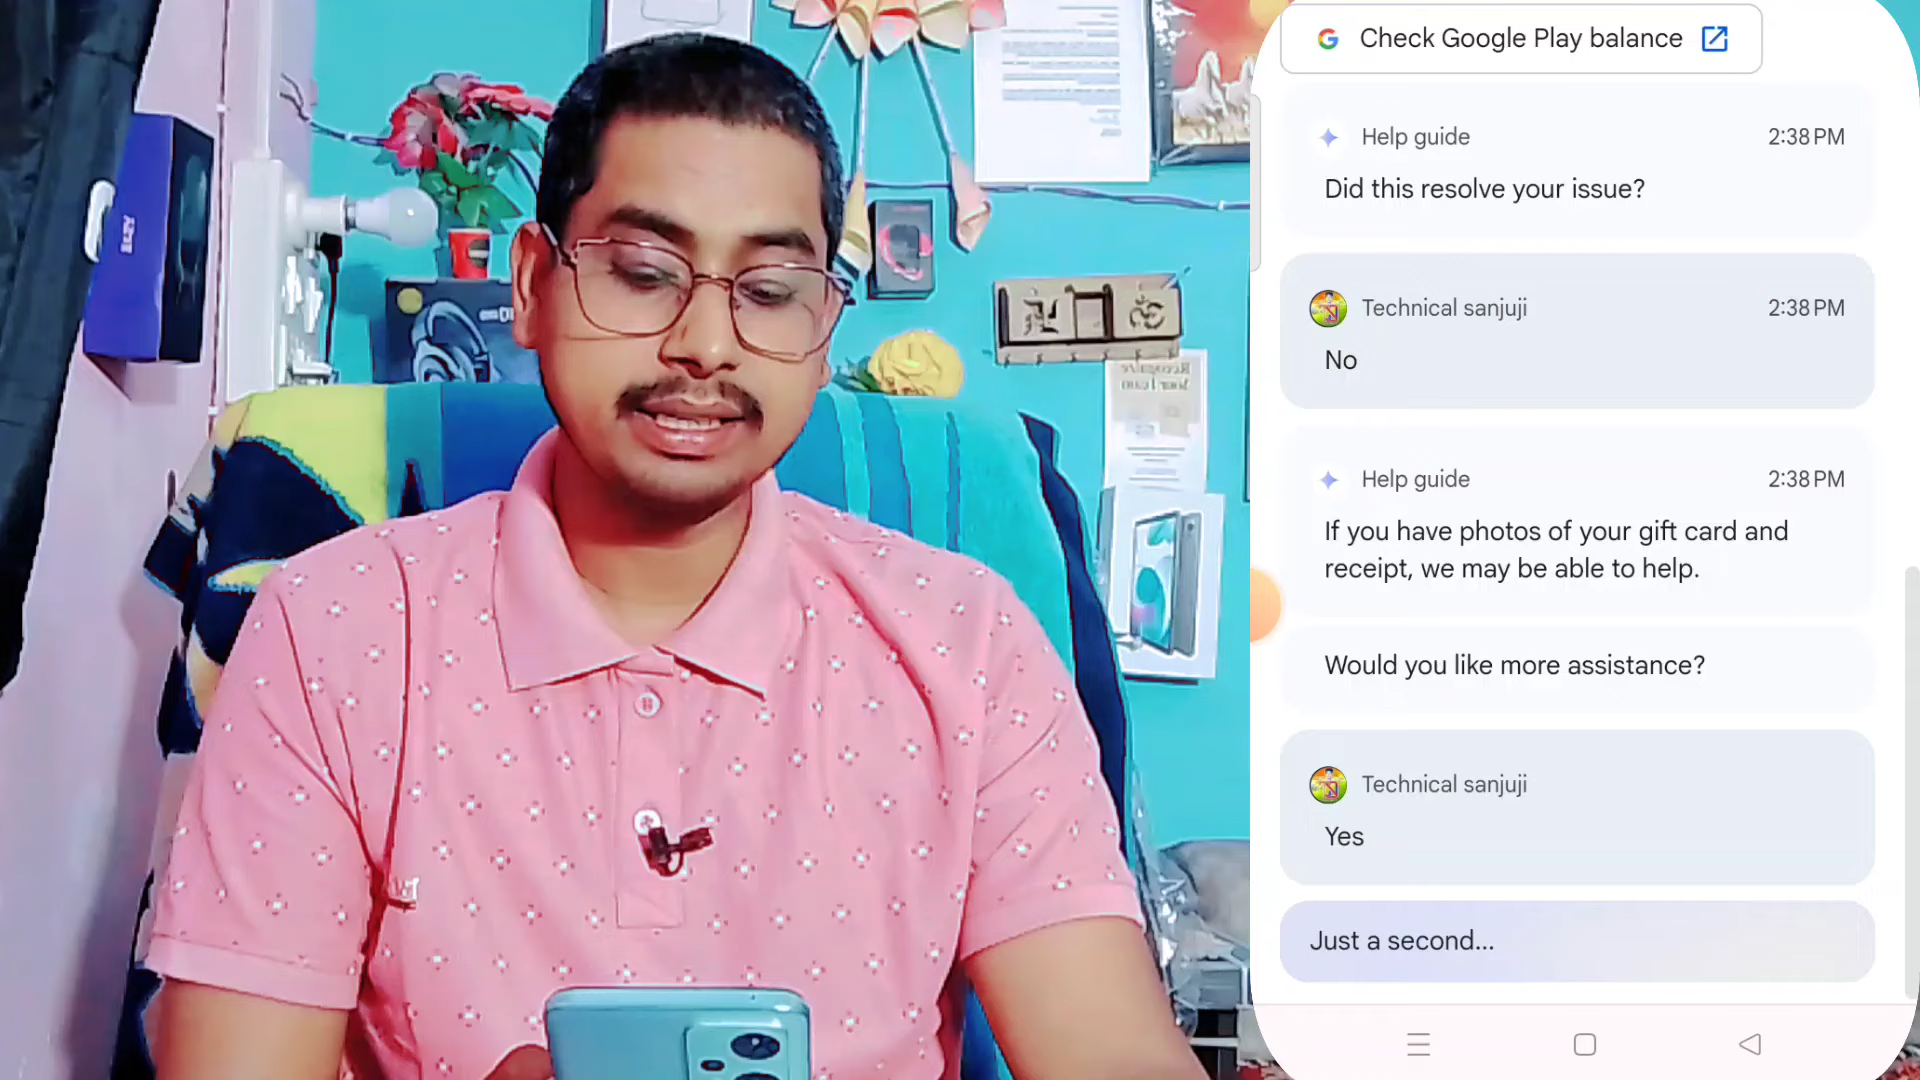 Check Google Play balance
Help guide 2:38 PM
Did this resolve your issue?
Technical sanjuji 2:38 PM
No
Help guide 2:38 PM
If you have photos of your gift card and
receipt, we may be able to help.
Would you like more assistance?
Technical sanjuji
Yes
Just a second...